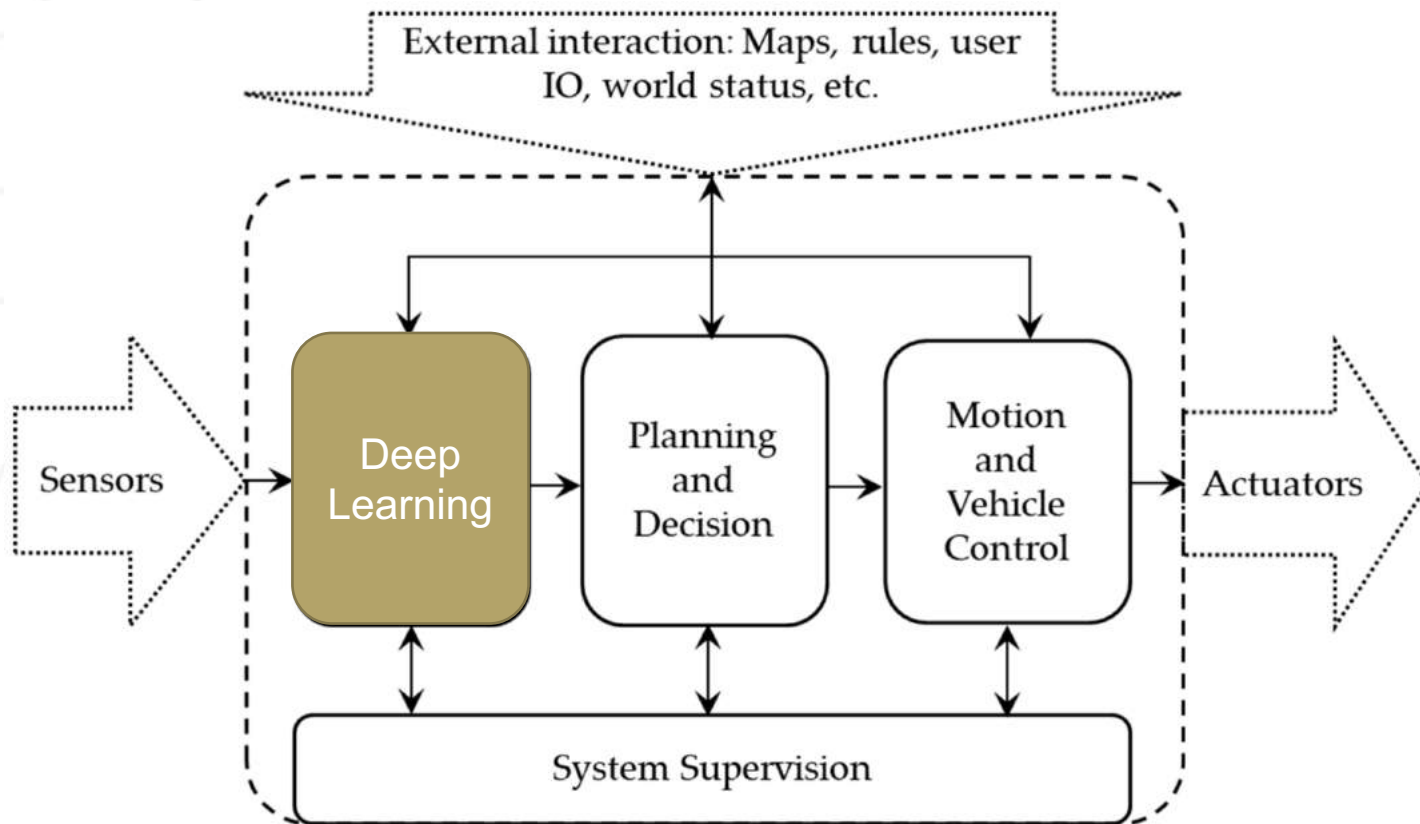 External interaction: Maps, rules, user
IO, world status, etc.
Sensors
Deep
Learning
Planning
and
Decision
Motion
and
Vehicle
Control
Actuators
System Supervision